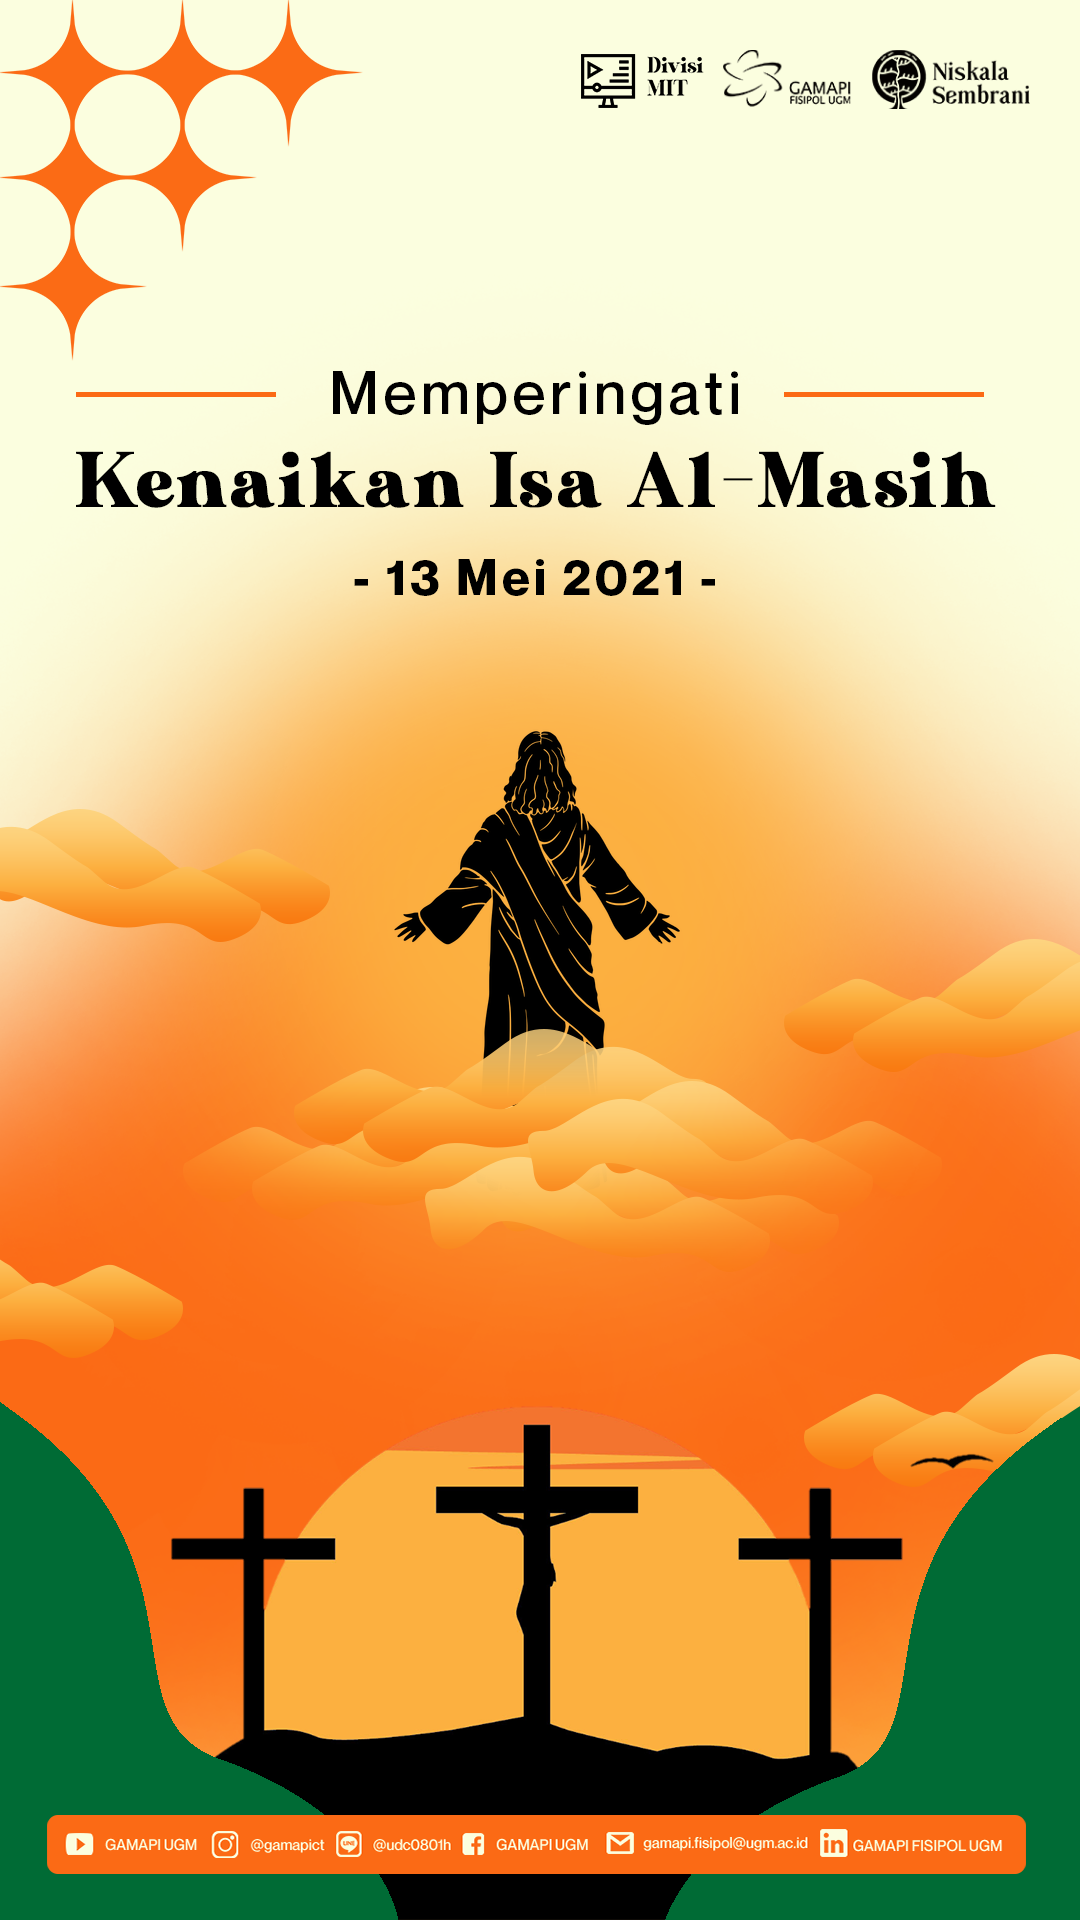 Divisi
MIT
GAMAPI
FISIPOL UGM
Niskala
Sembrani
Memperingati
Kenaikan Isa Al-Masih
- 13 Mei 2021 -
GAMAPI UGM @gamapict LINE @udc0801h GAMAPI UGM gamapi.fisipol@ugm.ac.id GAMAPI FISIPOL UGM